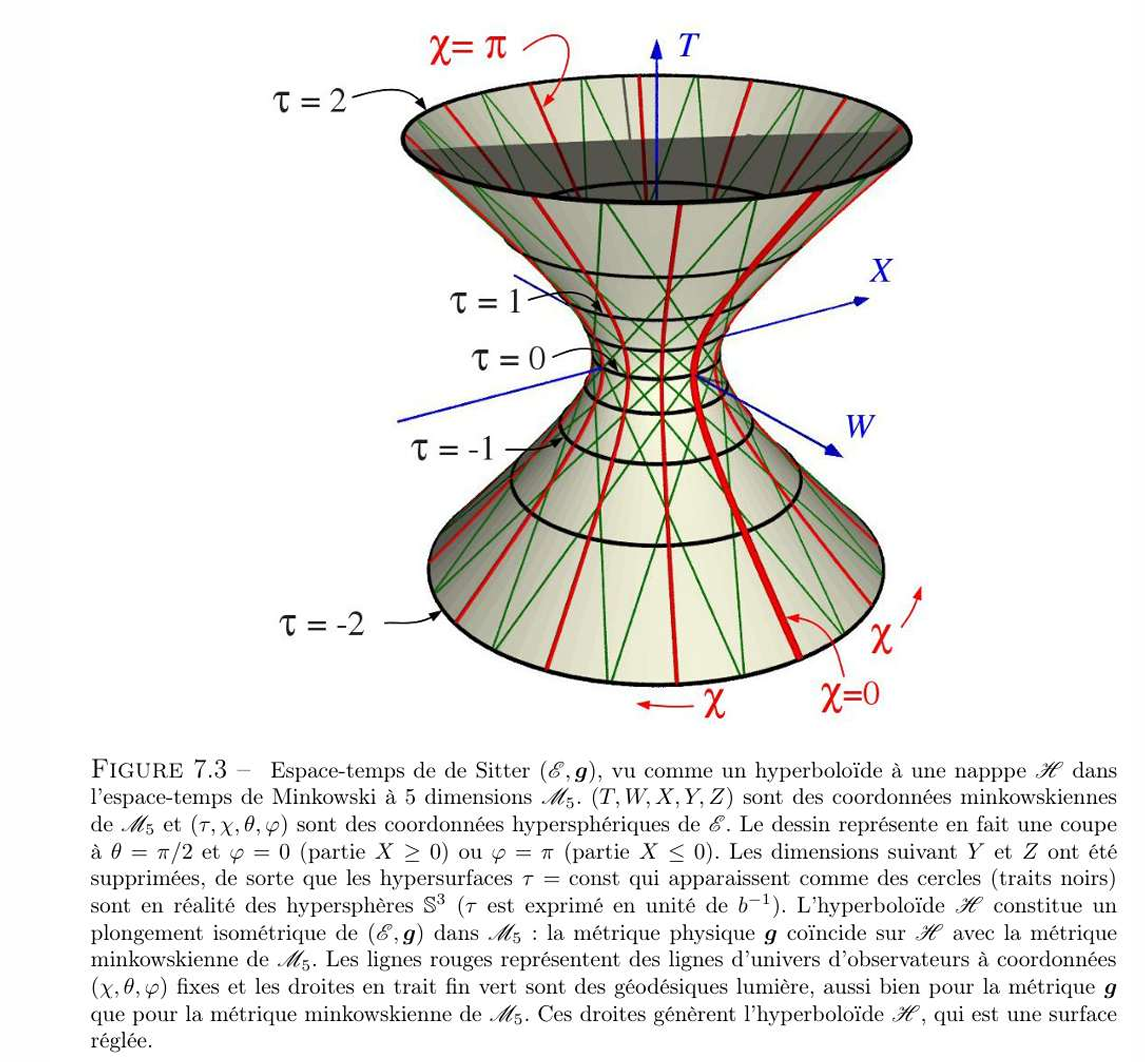 χ= π
T
τ = 2
X
τ = 1
τ = 0
W
τ = -1
τ = -2
χ
χ=0
χ
FIGURE 7.3 – Espace-temps de de Sitter (ℰ, g), vu comme un hyperboloïde à une napppe ℋ dans
l'espace-temps de Minkowski à 5 dimensions ℳ₅. (T, W, X, Y, Z) sont des coordonnées minkowskiennes
de ℳ₅ et (τ, χ, θ, φ) sont des coordonnées hypersphériques de ℰ. Le dessin représente en fait une coupe
à θ = π/2 et φ = 0 (partie X ≥ 0) ou φ = π (partie X ≤ 0). Les dimensions suivant Y et Z ont été
supprimées, de sorte que les hypersurfaces τ = const qui apparaissent comme des cercles (traits noirs)
sont en réalité des hypersphères 𝕊³ (τ est exprimé en unité de b⁻¹). L'hyperboloïde ℋ constitue un
plongement isométrique de (ℰ, g) dans ℳ₅ : la métrique physique g coïncide sur ℋ avec la métrique
minkowskienne de ℳ₅. Les lignes rouges représentent des lignes d'univers d'observateurs à coordonnées
(χ, θ, φ) fixes et les droites en trait fin vert sont des géodésiques lumière, aussi bien pour la métrique g
que pour la métrique minkowskienne de ℳ₅. Ces droites génèrent l'hyperboloïde ℋ, qui est une surface
réglée.